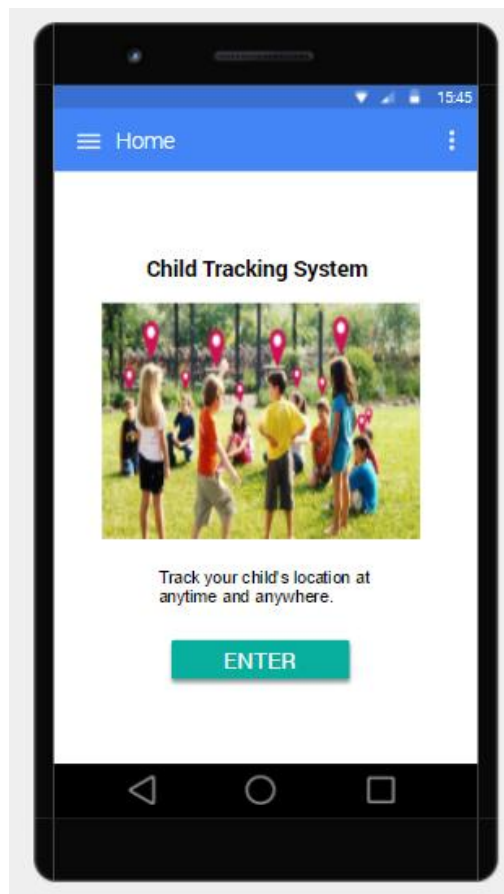 15:45
Home
Child Tracking System
Track your child's location at
anytime and anywhere.
ENTER